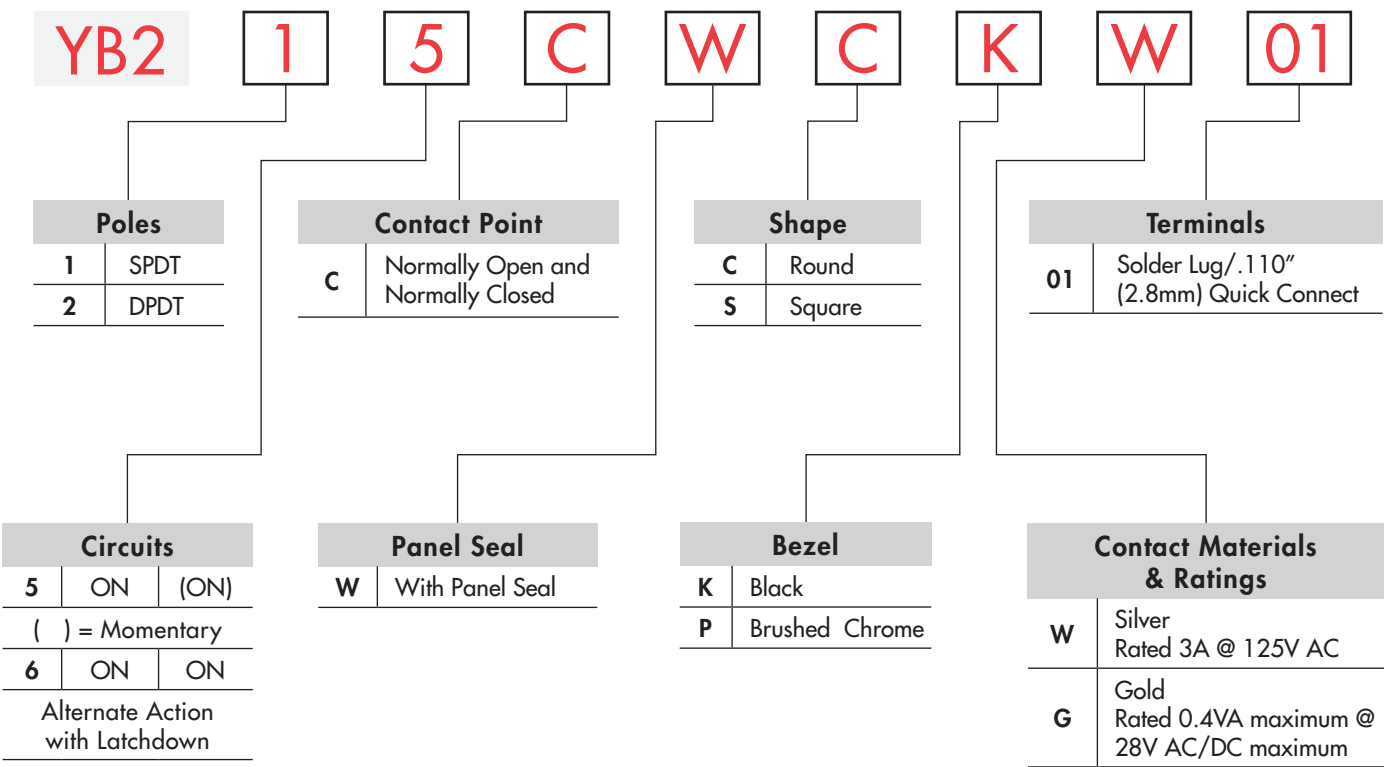 YB2 1 5 C W C K W 01
Poles
1 SPDT
2 DPDT
Contact Point
C Normally Open and
Normally Closed
Shape
C Round
S Square
Terminals
01 Solder Lug/.110”
(2.8mm) Quick Connect
Circuits
5 ON (ON)
( ) = Momentary
6 ON ON
Alternate Action
with Latchdown
Panel Seal
W With Panel Seal
Bezel
K Black
P Brushed Chrome
Contact Materials
& Ratings
W Silver
Rated 3A @ 125V AC
G Gold
Rated 0.4VA maximum @
28V AC/DC maximum